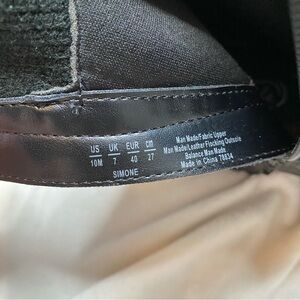 US UK EUR cm
10M 7 40 27
SIMONE
Man Made/Fabric Upper
Man Made/Leather Flocking Outsole
Balance Man Made
Made in China 78834